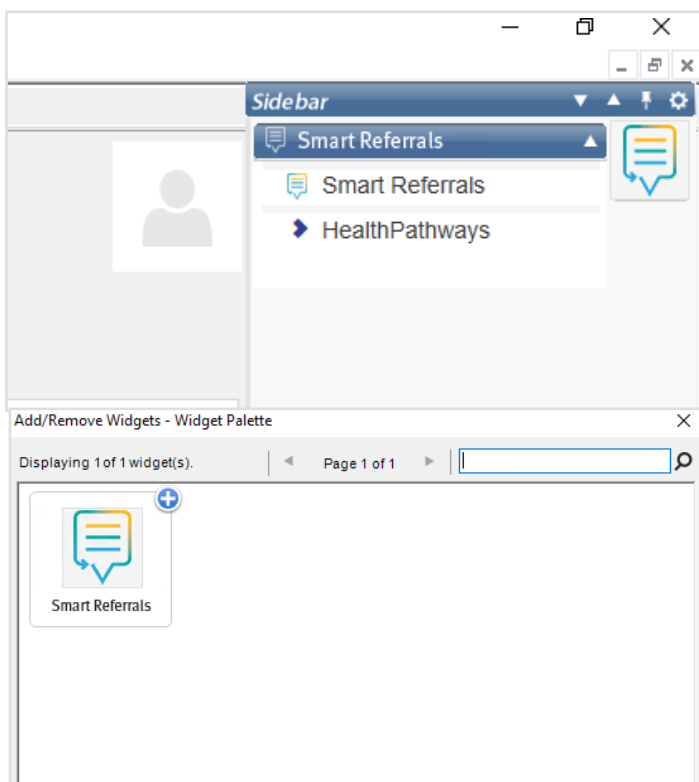 Sidebar
Smart Referrals
Smart Referrals
HealthPathways
Add/Remove Widgets - Widget Palette
Displaying 1 of 1 widget(s). Page 1 of 1
Smart Referrals